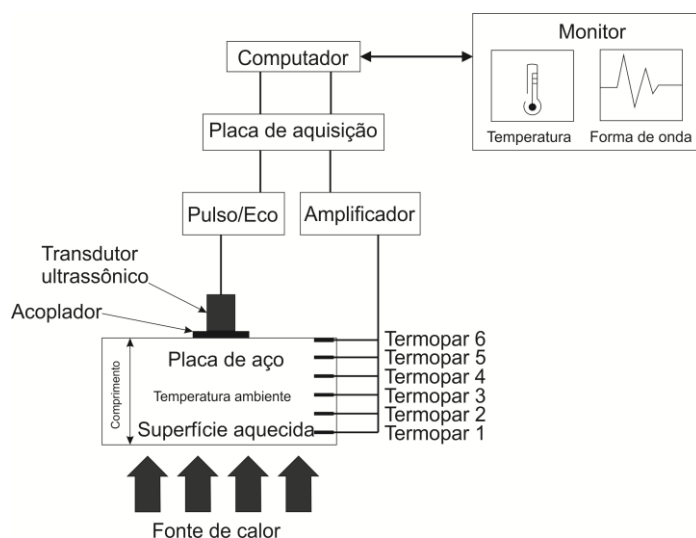 Monitor
Computador
Temperatura
Forma de onda
Placa de aquisição
Pulso/Eco
Amplificador
Transdutor
ultrassônico
Acoplador
Placa de aço
Comprimento
Temperatura ambiente
Superfície aquecida
Termopar 6
Termopar 5
Termopar 4
Termopar 3
Termopar 2
Termopar 1
Fonte de calor